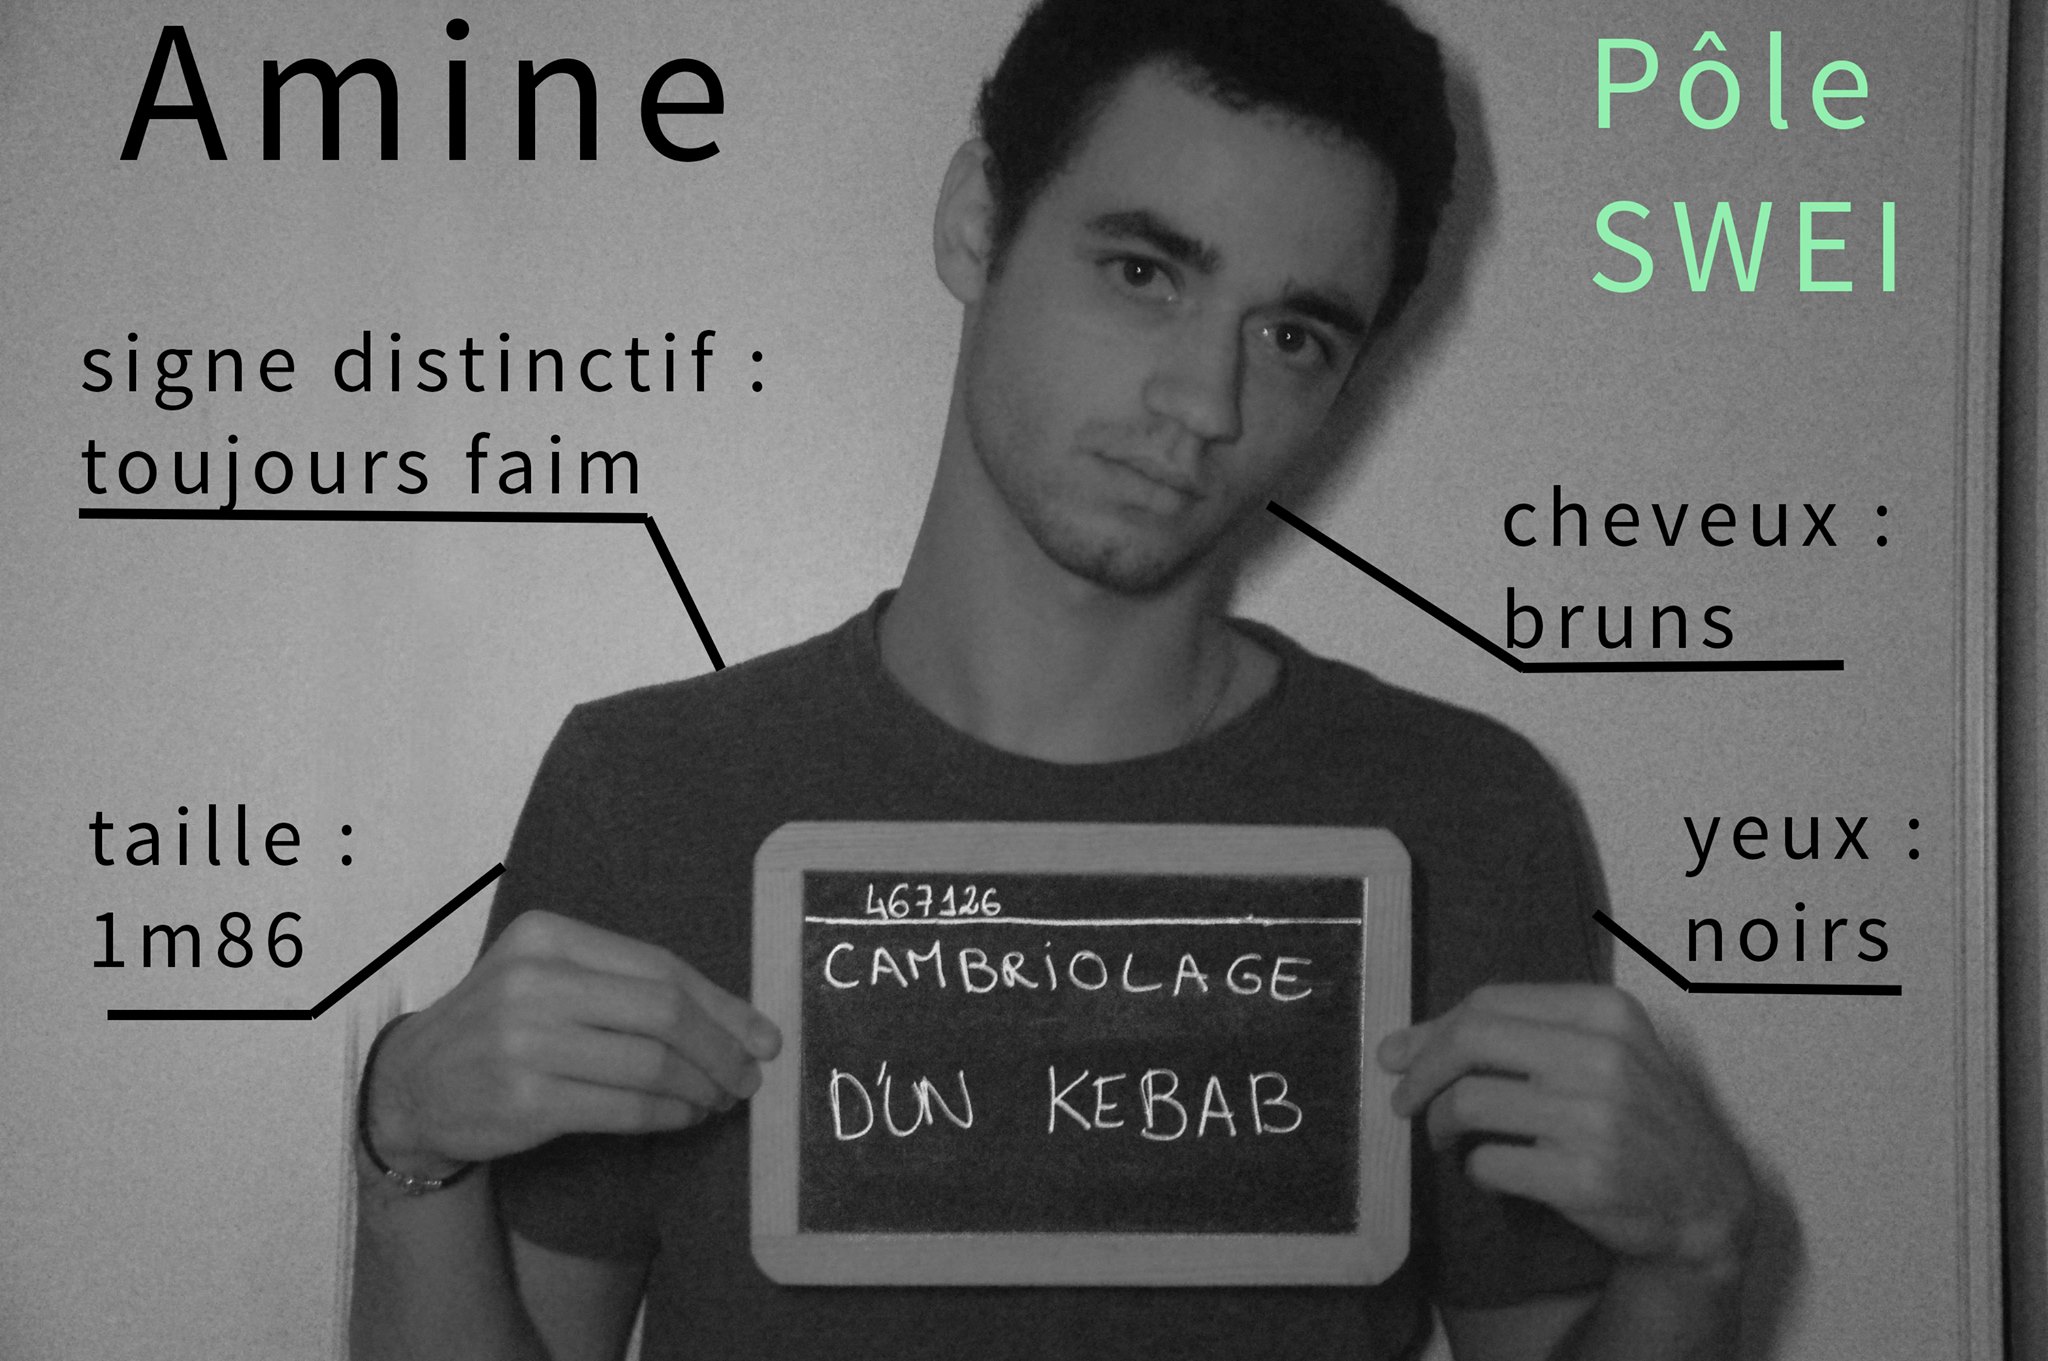 Amine
Pôle
SWEI
signe distinctif :
toujours faim
cheveux :
bruns
taille :
1m86
yeux :
noirs
467126
CAMBRIOLAGE
D'UN KEBAB